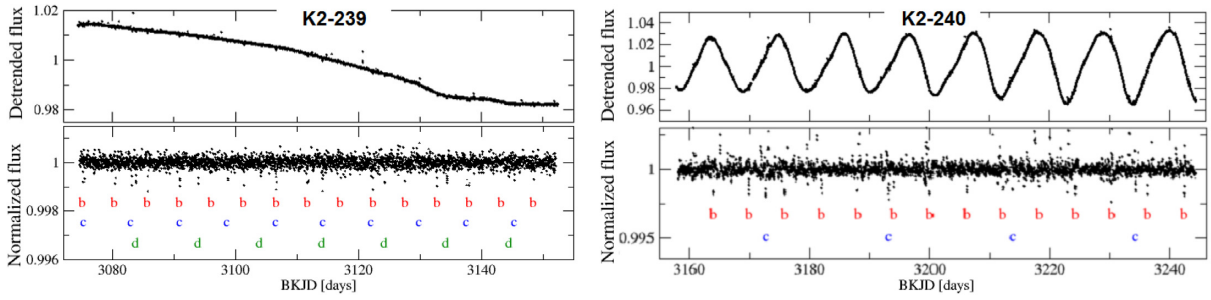 K2-239
1.02
1
0.98
Detrended flux
1
0.998
0.996
Normalized flux
b b b b b b b b b b b b b b
c c c c c c c c c c
d d d d d d d
3080 3100 3120 3140
BKJD [days]
K2-240
1.04
1.02
1
0.98
0.96
Detrended flux
1
0.995
Normalized flux
b b b b b b b b b b b b b b
c c c c
3160 3180 3200 3220 3240
BKJD [days]